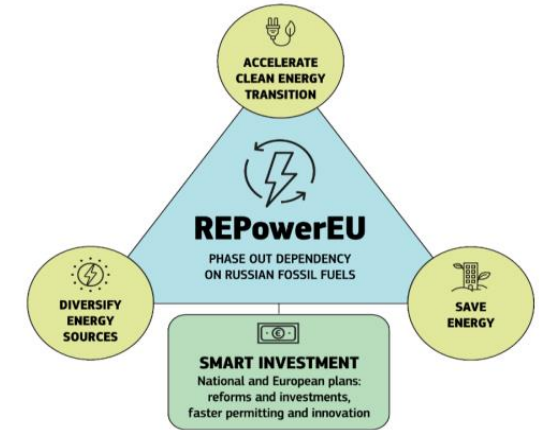 ACCELERATE
CLEAN ENERGY
TRANSITION
REPowerEU
PHASE OUT DEPENDENCY
ON RUSSIAN FOSSIL FUELS
DIVERSIFY
ENERGY
SOURCES
SAVE
ENERGY
€
SMART INVESTMENT
National and European plans:
reforms and investments,
faster permitting and innovation